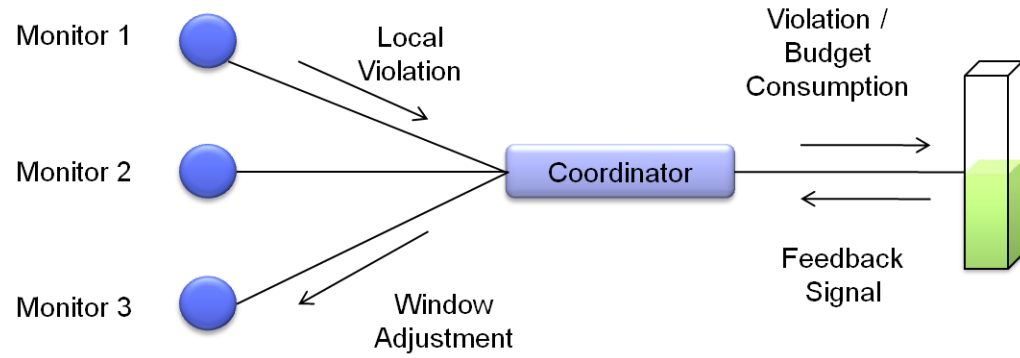 Monitor 1
Local
Violation
Violation /
Budget
Consumption
Monitor 2
Coordinator
Monitor 3
Window
Adjustment
Feedback
Signal